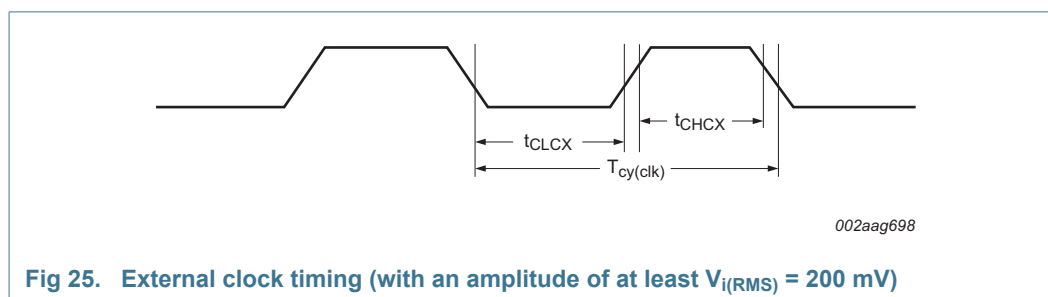 tCLCX
tCHCX
Tcy(clk)
002aag698
Fig 25. External clock timing (with an amplitude of at least Vi(RMS) = 200 mV)